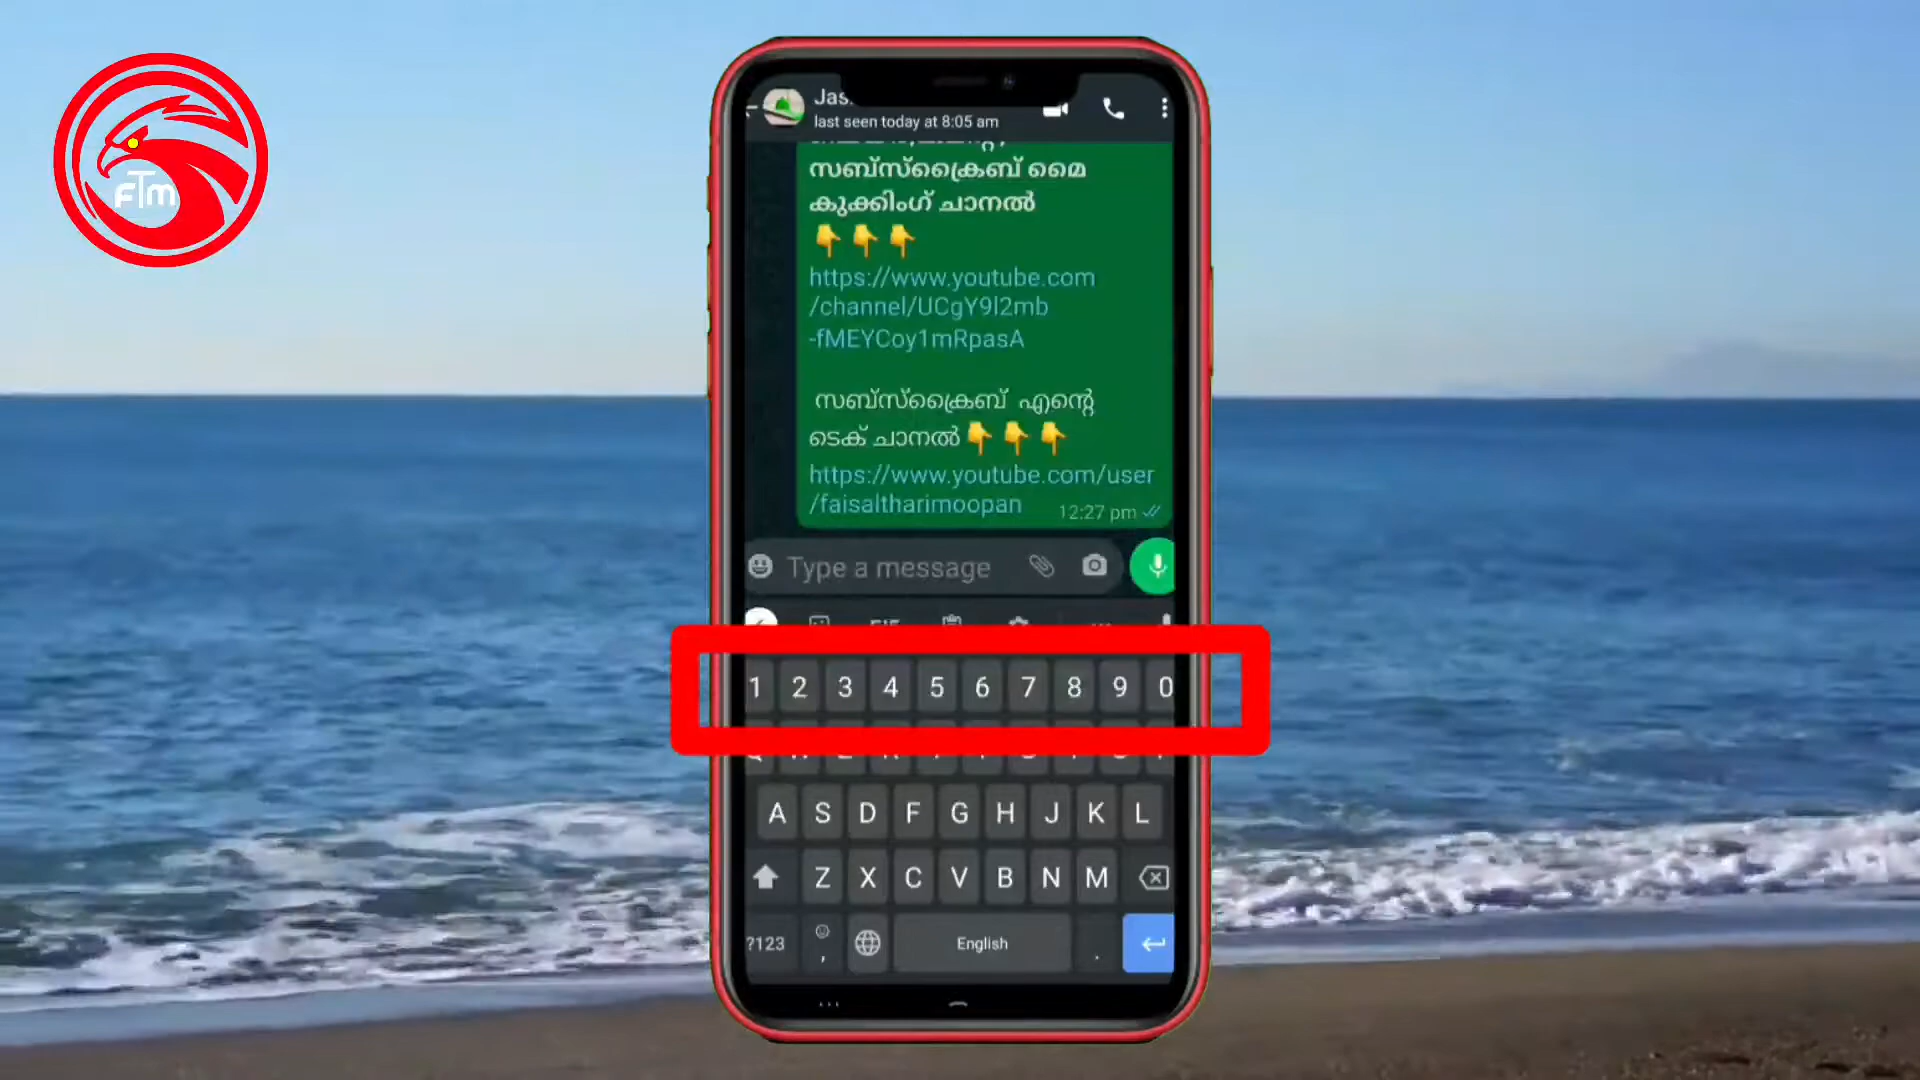 fTm
Jas
last seen today at 8:05 am
സബ്സ്ക്രൈബ് മൈ
കുക്കിംഗ് ചാനൽ
👇👇👇
https://www.youtube.com
/channel/UCgY9l2mb
-fMEYCoy1mRpasA
സബ്സ്ക്രൈബ് എന്റെ
ടെക് ചാനൽ👇👇👇
https://www.youtube.com/user
/faisaltharimoopan
12:27 pm
Type a message
1 2 3 4 5 6 7 8 9 0
A S D F G H J K L
Z X C V B N M
?123 , English .